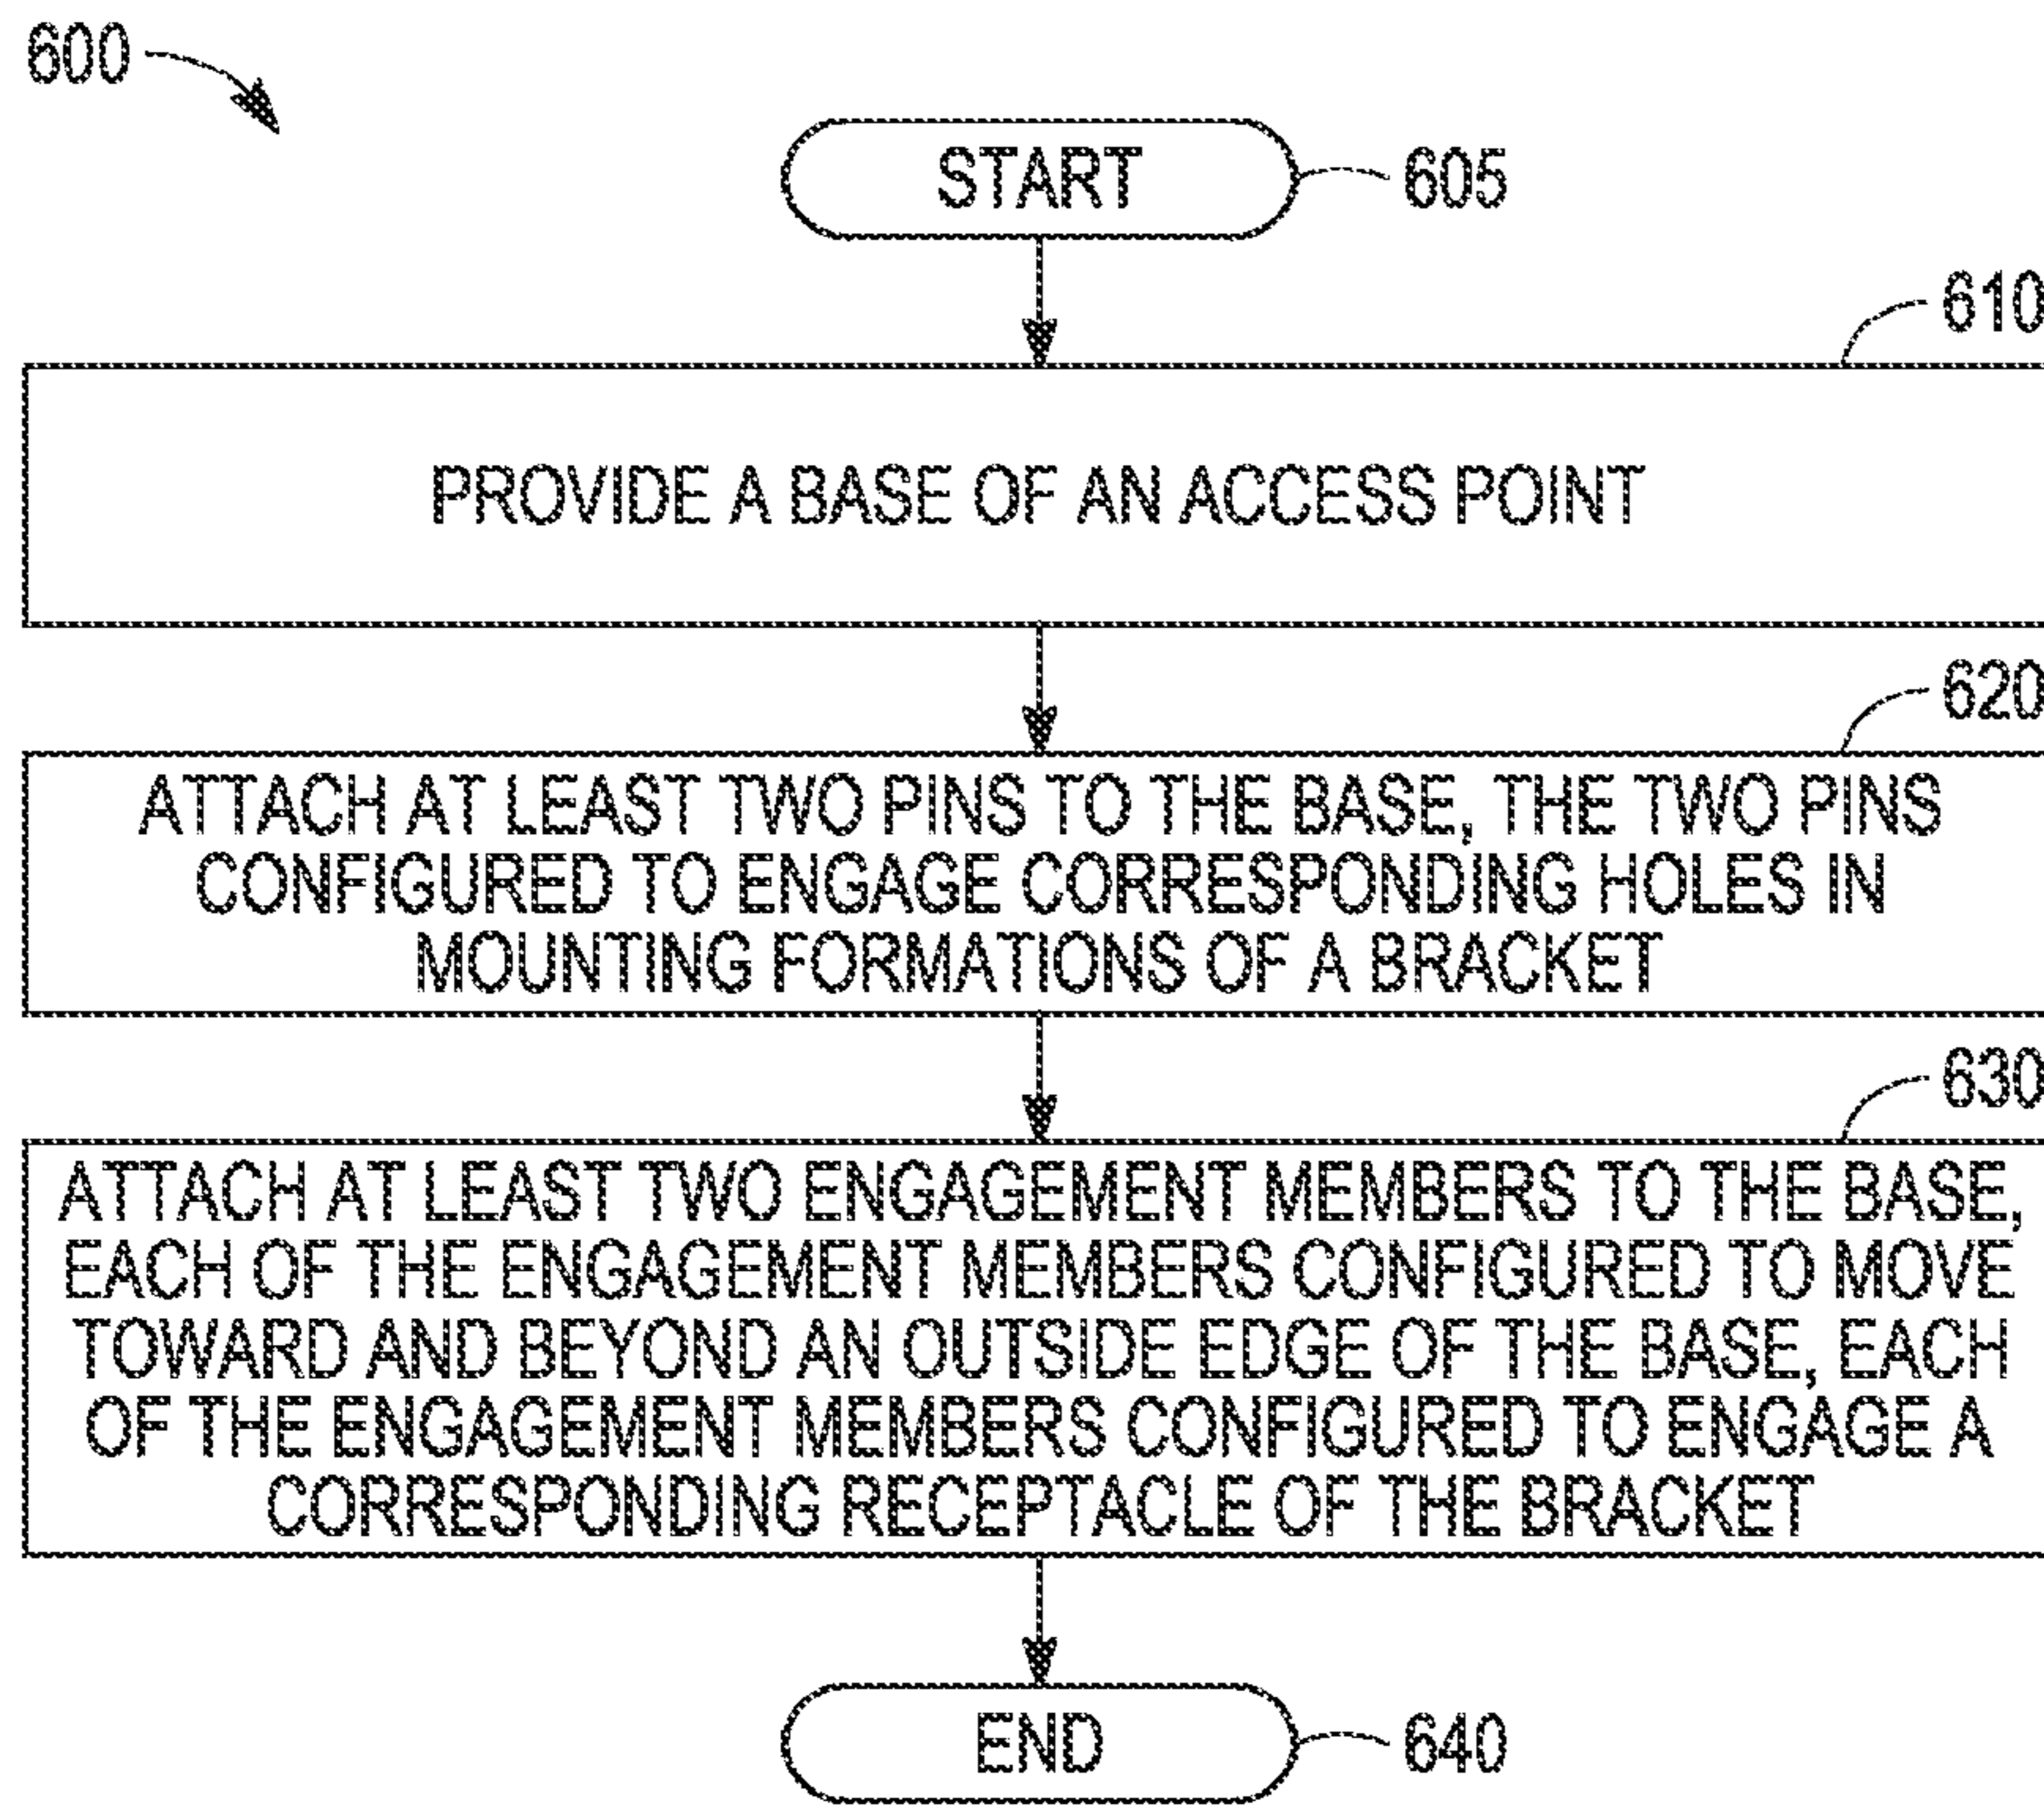 600
START
605
610
PROVIDE A BASE OF AN ACCESS POINT
620
ATTACH AT LEAST TWO PINS TO THE BASE, THE TWO PINS
CONFIGURED TO ENGAGE CORRESPONDING HOLES IN
MOUNTING FORMATIONS OF A BRACKET
630
ATTACH AT LEAST TWO ENGAGEMENT MEMBERS TO THE BASE,
EACH OF THE ENGAGEMENT MEMBERS CONFIGURED TO MOVE
TOWARD AND BEYOND AN OUTSIDE EDGE OF THE BASE, EACH
OF THE ENGAGEMENT MEMBERS CONFIGURED TO ENGAGE A
CORRESPONDING RECEPTACLE OF THE BRACKET
END
640